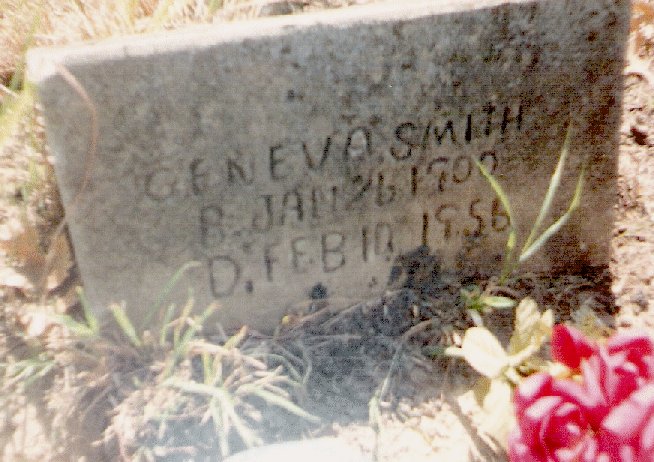 GENEVA SMITH
B. JAN 26, 1900
D. FEB 10, 1956